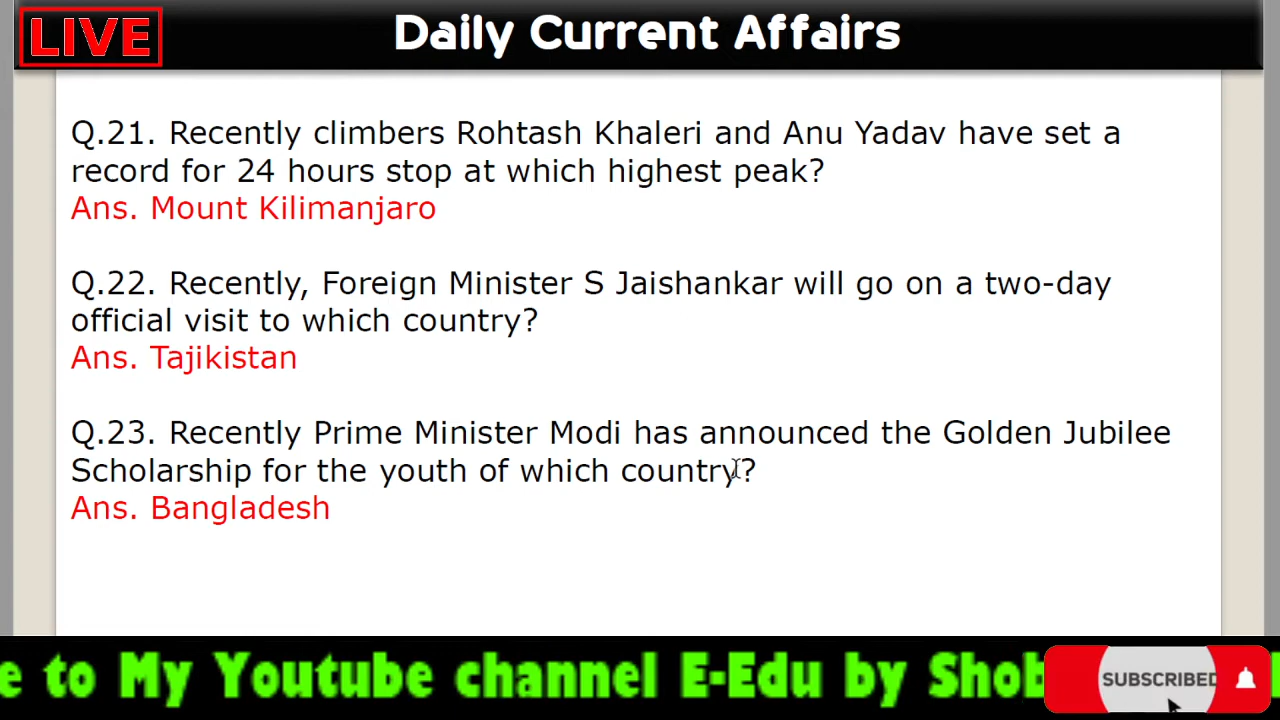 LIVE
Daily Current Affairs
Q.21. Recently climbers Rohtash Khaleri and Anu Yadav have set a
record for 24 hours stop at which highest peak?
Ans. Mount Kilimanjaro
Q.22. Recently, Foreign Minister S Jaishankar will go on a two-day
official visit to which country?
Ans. Tajikistan
Q.23. Recently Prime Minister Modi has announced the Golden Jubilee
Scholarship for the youth of which country?
Ans. Bangladesh
e to My Youtube channel E-Edu by Shob
SUBSCRIBED